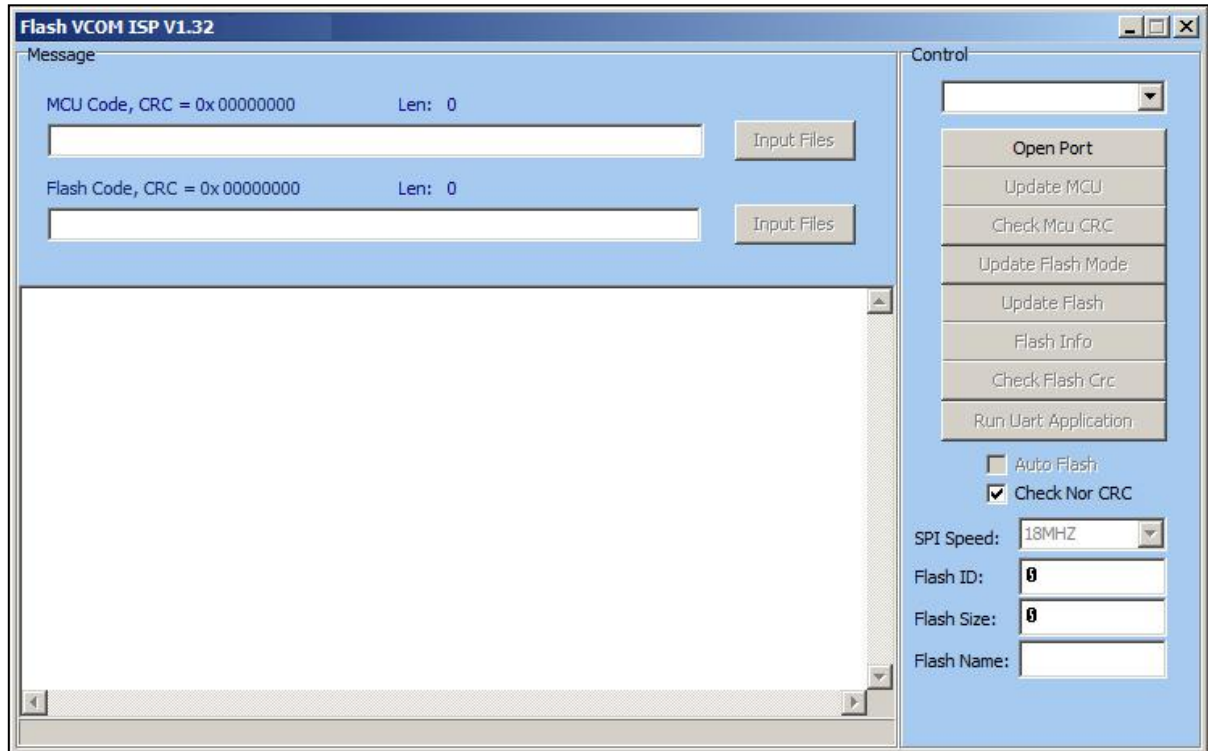 Flash VCOM ISP V1.32
Message
MCU Code, CRC = 0x 00000000 Len: 0
Input Files
Flash Code, CRC = 0x 00000000 Len: 0
Input Files
Control
Open Port
Update MCU
Check Mcu CRC
Update Flash Mode
Update Flash
Flash Info
Check Flash Crc
Run Uart Application
Auto Flash
Check Nor CRC
SPI Speed: 18MHZ
Flash ID: 0
Flash Size: 0
Flash Name: